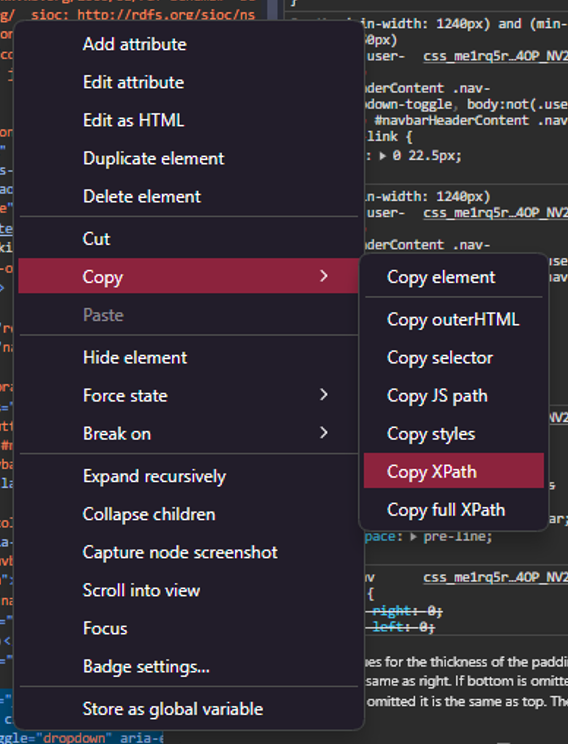 sioc: http://rdfs.org/sioc/ns
Add attribute
Edit attribute
Edit as HTML
Duplicate element
Delete element
Cut
Copy
Paste
Hide element
Force state
Break on
Expand recursively
Collapse children
Capture node screenshot
Scroll into view
Focus
Badge settings...
Store as global variable
"dropdown"
Copy element
Copy outerHTML
Copy selector
Copy JS path
Copy styles
Copy XPath
Copy full XPath
}
in-width: 1240px) and (min-
user- css_me1rq5r…4OP_NV2
derContent .nav-
down-toggle, body:not(.use
#navbarHeaderContent .nav
link {
: 0 22.5px;
in-width: 1240px)
user- css_me1rq5r…4OP_NV2
derContent .nav-
pace: pre-line;
css_me1rq5r…4OP_NV2
{
right: 0;
left: 0;
es for the thickness of the paddin
same as right. If bottom is omitte
omitted it is the same as top. The